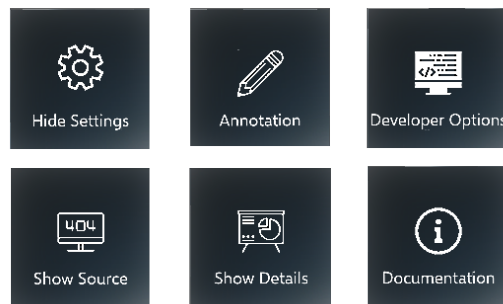 Hide Settings
Annotation
Developer Options
</>
404
Show Source
Show Details
i
Documentation